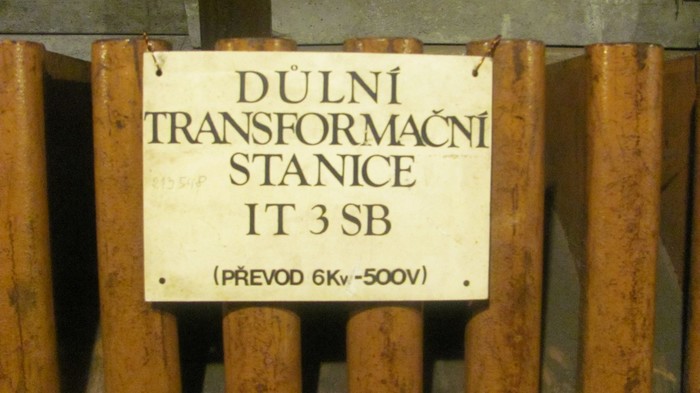 DŮLNÍ
TRANSFORMAČNÍ
STANICE
IT 3 SB
(PŘEVOD 6Kv-500V)